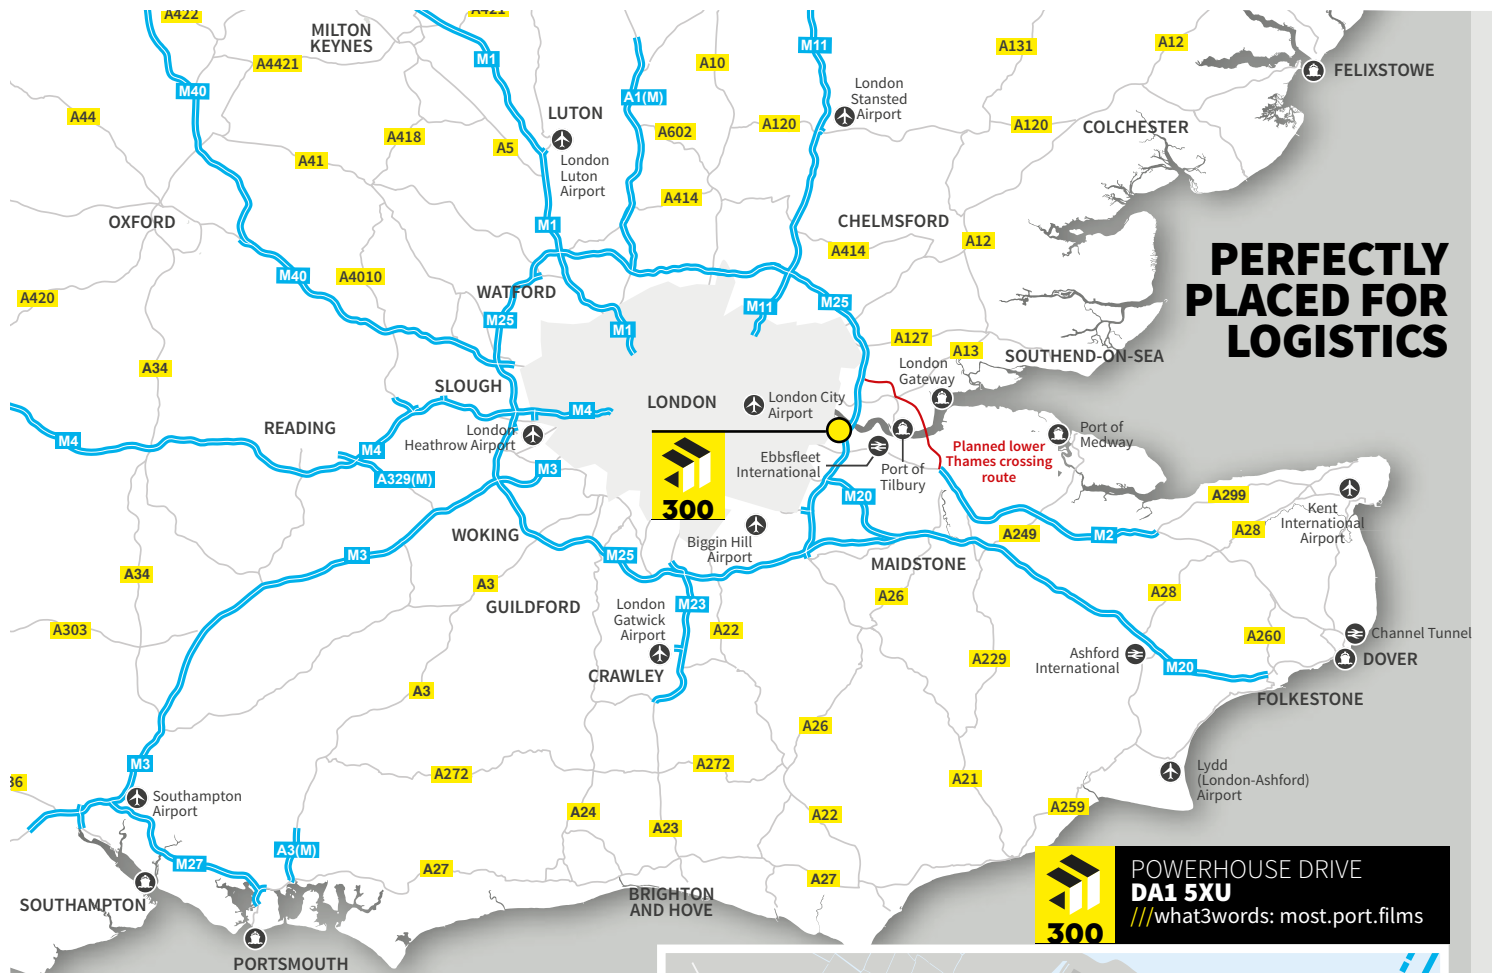 A422
A421
MILTON
KEYNES
M11
A131
A12
M1
A10
A4421
FELIXSTOWE
M40
A1(M)
London
Stansted
Airport
A44
LUTON
A418
A602
A120
A120
COLCHESTER
A5
A41
London
Luton
Airport
A414
OXFORD
M1
CHELMSFORD
A12
A414
PERFECTLY
PLACED FOR
LOGISTICS
M40
A4010
A420
WATFORD
M25
M11
M25
M1
A127
A13
SOUTHEND-ON-SEA
A34
London
Gateway
SLOUGH
LONDON
London City
Airport
M4
READING
London
Heathrow Airport
M4
M4
Port of
Medway
Planned lower
Thames crossing
route
Ebbsfleet
International
Port of
Tilbury
M3
A329(M)
M20
A299
300
Kent
International
Airport
WOKING
Biggin Hill
Airport
A249
M2
A28
M3
M25
MAIDSTONE
A34
A3
A26
A28
GUILDFORD
London
Gatwick
Airport
M23
A303
A22
A260
Channel Tunnel
DOVER
A229
Ashford
International
M20
CRAWLEY
A3
FOLKESTONE
A26
M3
A272
A272
A21
Lydd
(London-Ashford)
Airport
36
Southampton
Airport
A24
A22
A259
A23
A3(M)
M27
A27
A27
SOUTHAMPTON
BRIGHTON
AND HOVE
PORTSMOUTH
300
POWERHOUSE DRIVE
DA1 5XU
///what3words: most.port.films